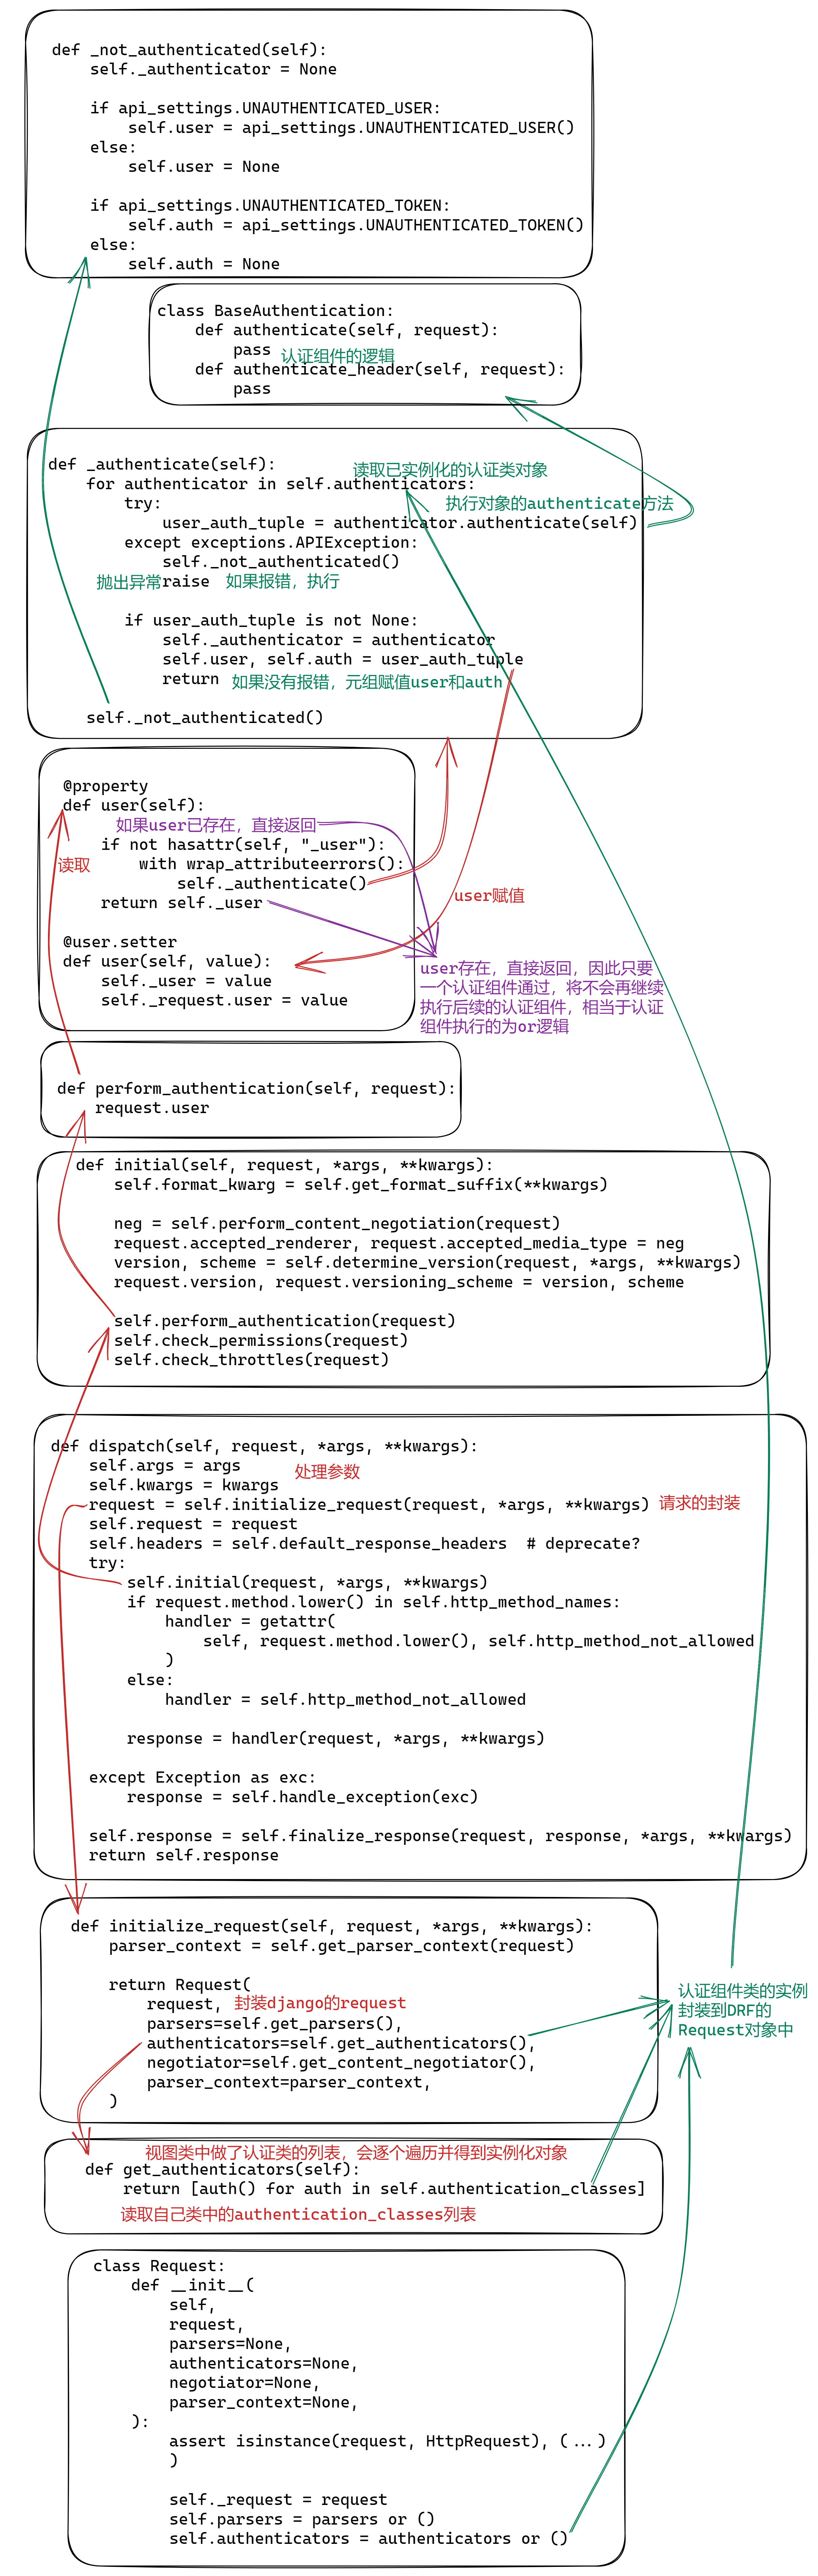 def _not_authenticated(self):
    self._authenticator = None

    if api_settings.UNAUTHENTICATED_USER:
        self.user = api_settings.UNAUTHENTICATED_USER()
    else:
        self.user = None

    if api_settings.UNAUTHENTICATED_TOKEN:
        self.auth = api_settings.UNAUTHENTICATED_TOKEN()
    else:
        self.auth = None
class BaseAuthentication:
    def authenticate(self, request):
        pass
认证组件的逻辑
    def authenticate_header(self, request):
        pass
def _authenticate(self):
读取已实例化的认证类对象
    for authenticator in self.authenticators:
        try:
执行对象的authenticate方法
            user_auth_tuple = authenticator.authenticate(self)
        except exceptions.APIException:
            self._not_authenticated()
抛出异常raise 如果报错，执行

        if user_auth_tuple is not None:
            self._authenticator = authenticator
            self.user, self.auth = user_auth_tuple
            return 如果没有报错，元组赋值user和auth

    self._not_authenticated()
@property
def user(self):
如果user已存在，直接返回
    if not hasattr(self, "_user"):
        with wrap_attributeerrors():
读取
            self._authenticate()
user赋值
    return self._user

@user.setter
def user(self, value):
    self._user = value
    self._request.user = value
user存在，直接返回，因此只要
一个认证组件通过，将不会再继续
执行后续的认证组件，相当于认证
组件执行的为or逻辑
def perform_authentication(self, request):
    request.user
def initial(self, request, *args, **kwargs):
    self.format_kwarg = self.get_format_suffix(**kwargs)

    neg = self.perform_content_negotiation(request)
    request.accepted_renderer, request.accepted_media_type = neg
    version, scheme = self.determine_version(request, *args, **kwargs)
    request.version, request.versioning_scheme = version, scheme

    self.perform_authentication(request)
    self.check_permissions(request)
    self.check_throttles(request)
def dispatch(self, request, *args, **kwargs):
    self.args = args
处理参数
    self.kwargs = kwargs
    request = self.initialize_request(request, *args, **kwargs) 请求的封装
    self.request = request
    self.headers = self.default_response_headers  # deprecate?
    try:
        self.initial(request, *args, **kwargs)
        if request.method.lower() in self.http_method_names:
            handler = getattr(
                self, request.method.lower(), self.http_method_not_allowed
            )
        else:
            handler = self.http_method_not_allowed

        response = handler(request, *args, **kwargs)

    except Exception as exc:
        response = self.handle_exception(exc)

    self.response = self.finalize_response(request, response, *args, **kwargs)
    return self.response
def initialize_request(self, request, *args, **kwargs):
    parser_context = self.get_parser_context(request)

    return Request(
        request, 封装django的request
        parsers=self.get_parsers(),
        authenticators=self.get_authenticators(),
        negotiator=self.get_content_negotiator(),
        parser_context=parser_context,
    )
认证组件类的实例
封装到DRF的
Request对象中
视图类中做了认证类的列表，会逐个遍历并得到实例化对象
def get_authenticators(self):
    return [auth() for auth in self.authentication_classes]
读取自己类中的authentication_classes列表
class Request:
    def __init__(
        self,
        request,
        parsers=None,
        authenticators=None,
        negotiator=None,
        parser_context=None,
    ):
        assert isinstance(request, HttpRequest), (...)
        )

        self._request = request
        self.parsers = parsers or ()
        self.authenticators = authenticators or ()